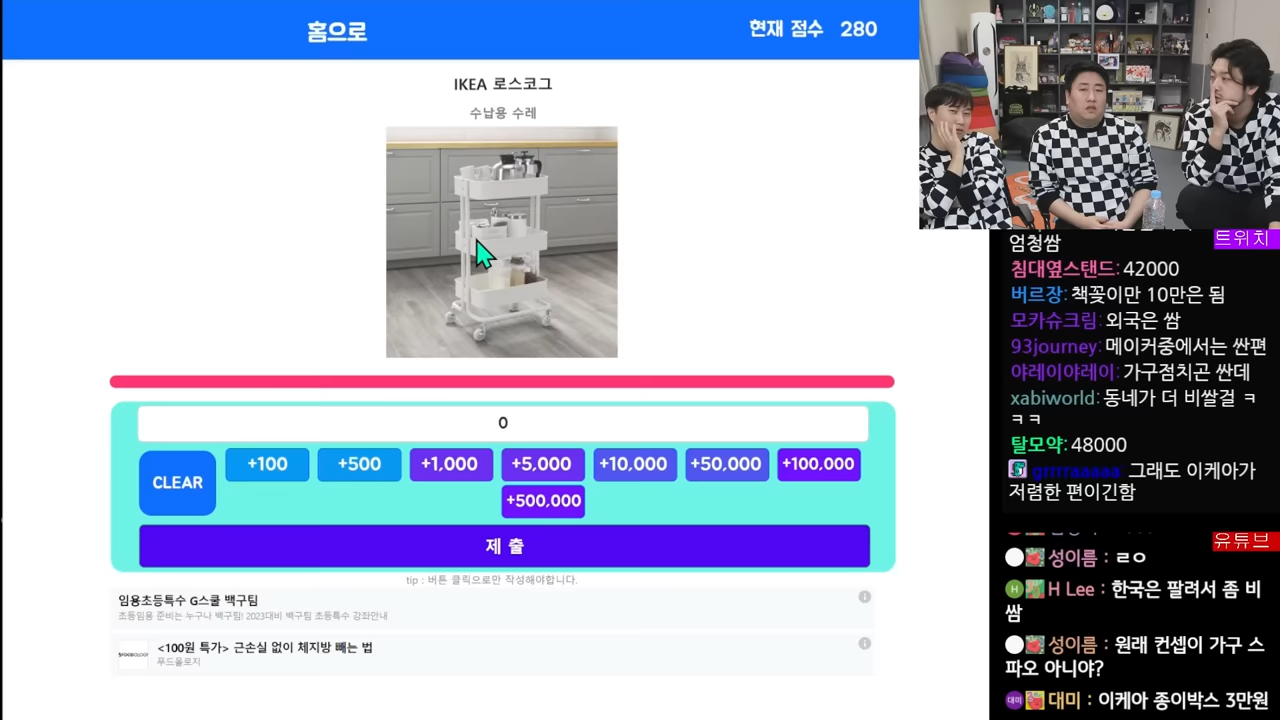 홈으로
현재 점수 280
IKEA 로스코그
수납용 수레
0
CLEAR
+100
+500
+1,000
+5,000
+10,000
+50,000
+100,000
+500,000
제 출
tip : 버튼 클릭으로만 작성해야합니다.
임용초등특수 G스쿨 백구팀
초등임용 준비는 누구나 백구팀! 2023대비 백구팀 초등특수 강좌안내
<100원 특가> 근손실 없이 체지방 빼는 법
푸드올로지
트위치
엄청쌈
침대옆스탠드: 42000
버르장: 책꽂이만 10만은 됨
모카슈크림: 외국은 쌈
93journey: 메이커중에서는 싼편
야레이야레이: 가구점치곤 싼데
xabiworld: 동네가 더 비쌀걸 ㅋ
ㅋㅋ
탈모약: 48000
그래도 이케아가
저렴한 편이긴함
유튜브
성이름 : ㄹㅇ
H Lee : 한국은 팔려서 좀 비
쌈
성이름 : 원래 컨셉이 가구 스
파오 아니야?
대미 대미 : 이케아 종이박스 3만원